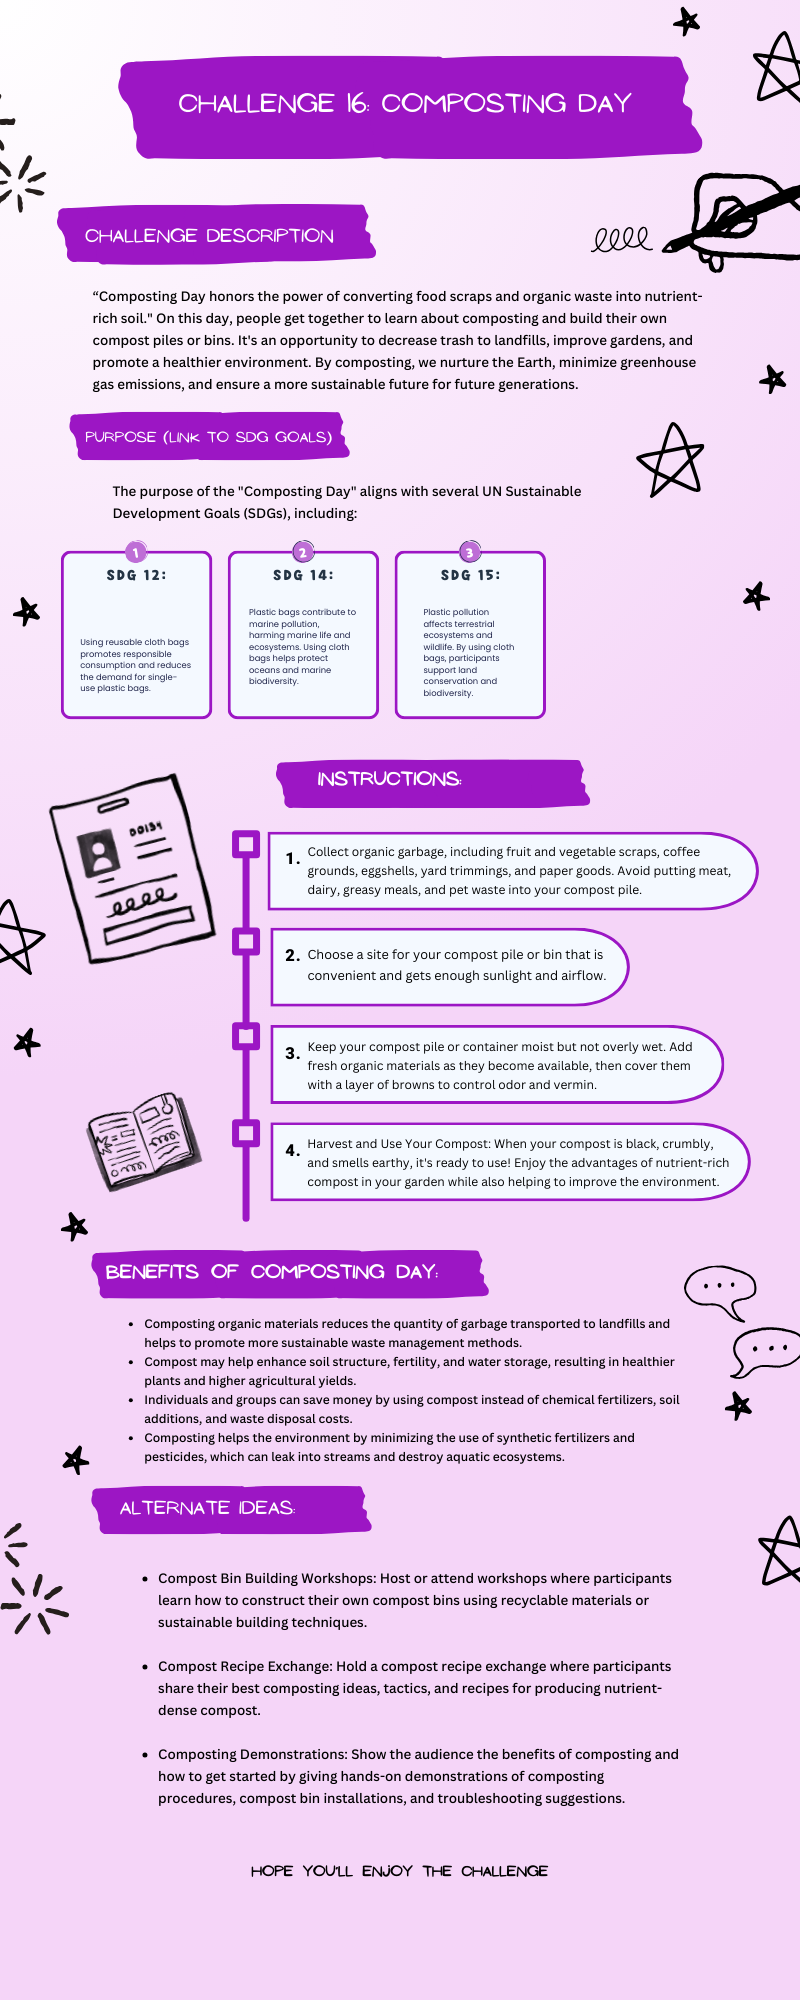 CHALLENGE 16: COMPOSTING DAY
CHALLENGE DESCRIPTION
“Composting Day honors the power of converting food scraps and organic waste into nutrient-
rich soil." On this day, people get together to learn about composting and build their own
compost piles or bins. It's an opportunity to decrease trash to landfills, improve gardens, and
promote a healthier environment. By composting, we nurture the Earth, minimize greenhouse
gas emissions, and ensure a more sustainable future for future generations.
PURPOSE (LINK TO SDG GOALS)
The purpose of the "Composting Day" aligns with several UN Sustainable
Development Goals (SDGs), including:
1
SDG 12:
Using reusable cloth bags
promotes responsible
consumption and reduces
the demand for single-
use plastic bags.
2
SDG 14:
Plastic bags contribute to
marine pollution,
harming marine life and
ecosystems. Using cloth
bags helps protect
oceans and marine
biodiversity.
3
SDG 15:
Plastic pollution
affects terrestrial
ecosystems and
wildlife. By using cloth
bags, participants
support land
conservation and
biodiversity.
INSTRUCTIONS:
1. Collect organic garbage, including fruit and vegetable scraps, coffee
grounds, eggshells, yard trimmings, and paper goods. Avoid putting meat,
dairy, greasy meals, and pet waste into your compost pile.
2. Choose a site for your compost pile or bin that is
convenient and gets enough sunlight and airflow.
3. Keep your compost pile or container moist but not overly wet. Add
fresh organic materials as they become available, then cover them
with a layer of browns to control odor and vermin.
4. Harvest and Use Your Compost: When your compost is black, crumbly,
and smells earthy, it's ready to use! Enjoy the advantages of nutrient-rich
compost in your garden while also helping to improve the environment.
BENEFITS OF COMPOSTING DAY:
• Composting organic materials reduces the quantity of garbage transported to landfills and
helps to promote more sustainable waste management methods.
• Compost may help enhance soil structure, fertility, and water storage, resulting in healthier
plants and higher agricultural yields.
• Individuals and groups can save money by using compost instead of chemical fertilizers, soil
additions, and waste disposal costs.
• Composting helps the environment by minimizing the use of synthetic fertilizers and
pesticides, which can leak into streams and destroy aquatic ecosystems.
ALTERNATE IDEAS:
• Compost Bin Building Workshops: Host or attend workshops where participants
learn how to construct their own compost bins using recyclable materials or
sustainable building techniques.
• Compost Recipe Exchange: Hold a compost recipe exchange where participants
share their best composting ideas, tactics, and recipes for producing nutrient-
dense compost.
• Composting Demonstrations: Show the audience the benefits of composting and
how to get started by giving hands-on demonstrations of composting
procedures, compost bin installations, and troubleshooting suggestions.
HOPE YOU'LL ENJOY THE CHALLENGE